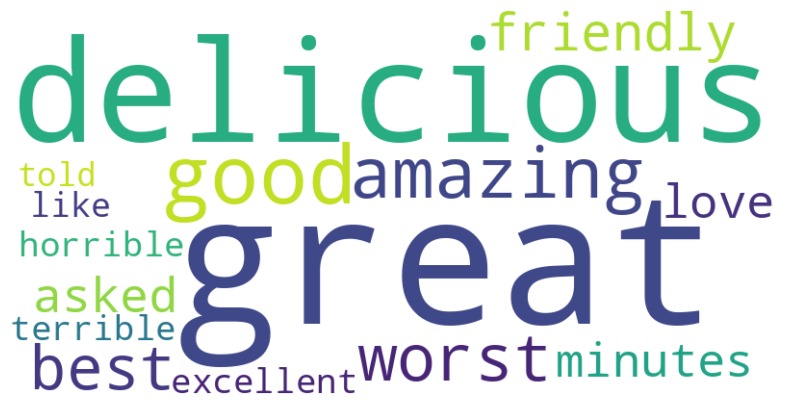 friendly
delicious
good
amazing
told
like
love
horrible
great
asked
terrible
best
worst
minutes
excellent